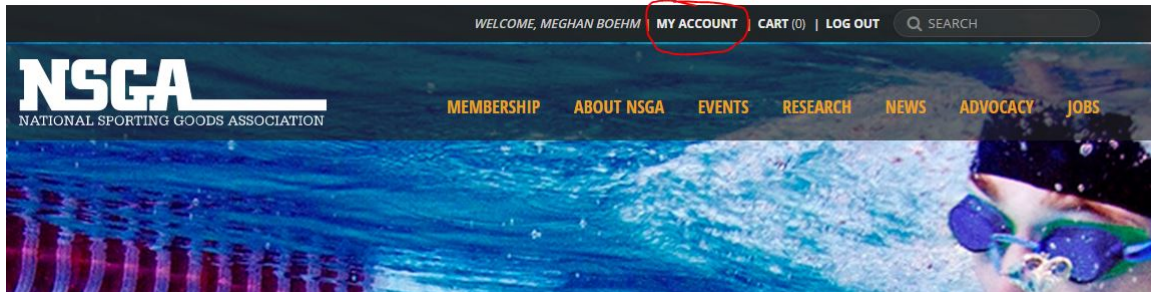 WELCOME, MEGHAN BOEHM | MY ACCOUNT | CART (0) | LOG OUT SEARCH
NSGA
NATIONAL SPORTING GOODS ASSOCIATION
MEMBERSHIP ABOUT NSGA EVENTS RESEARCH NEWS ADVOCACY JOBS